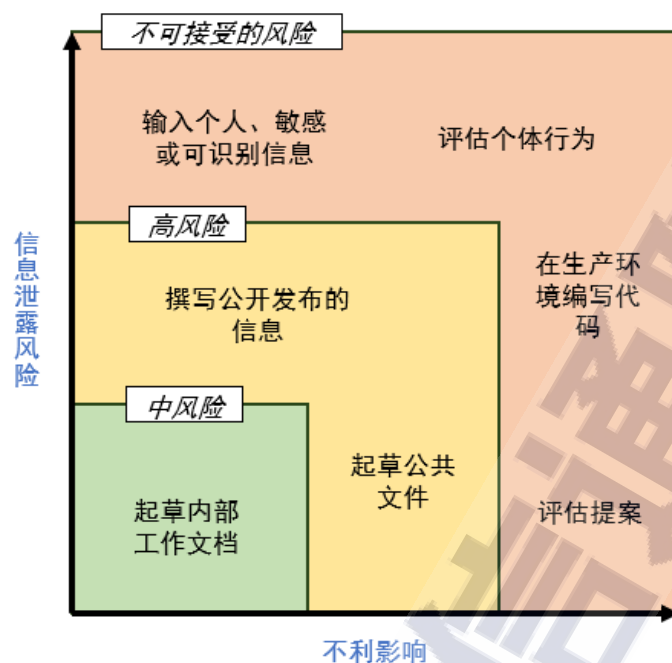 不可接受的风险
输入个人、敏感
或可识别信息
评估个体行为
高风险
信息泄露风险
在生产环
境编写代
码
撰写公开发布的
信息
中风险
起草公共
文件
起草内部
工作文档
评估提案
不利影响